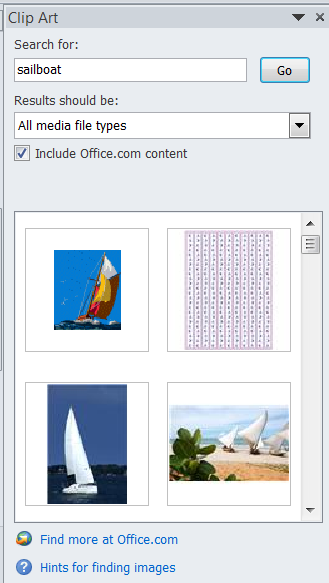 Clip Art
Search for:
sailboat
Go
Results should be:
All media file types
Include Office.com content
Find more at Office.com
Hints for finding images